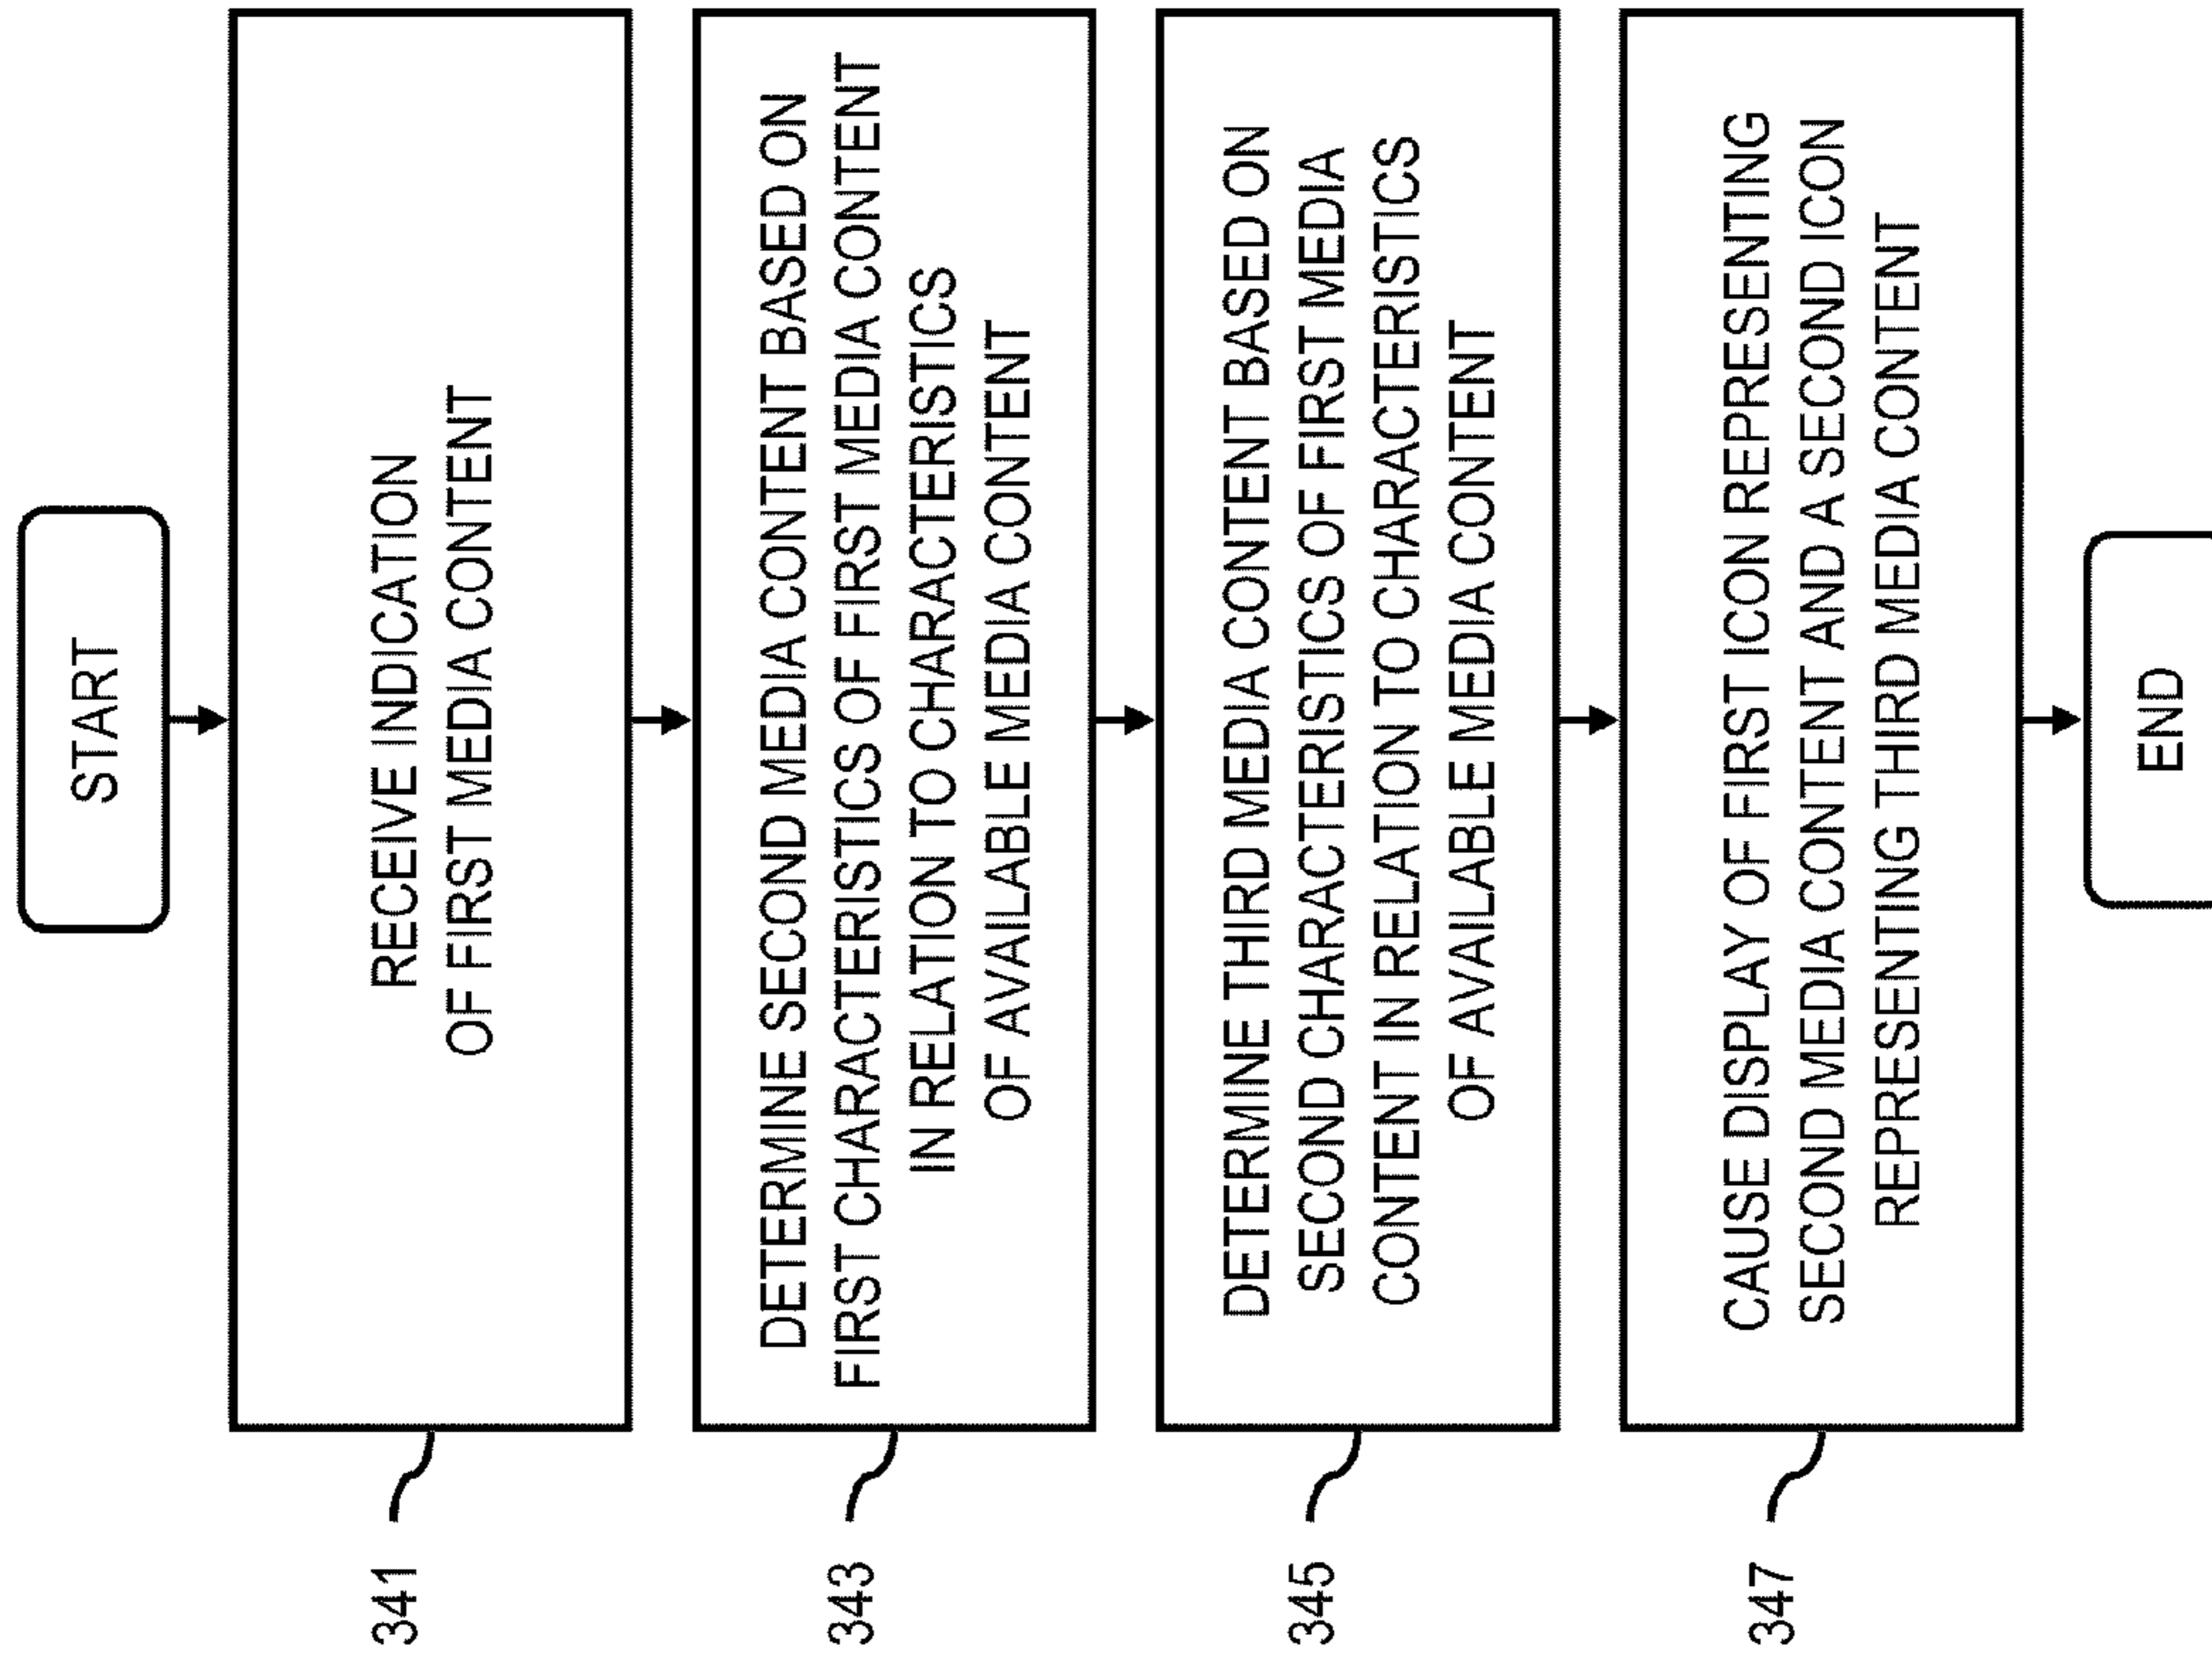 START
341
RECEIVE INDICATION
OF FIRST MEDIA CONTENT
343
DETERMINE SECOND MEDIA CONTENT BASED ON
FIRST CHARACTERISTICS OF FIRST MEDIA CONTENT
IN RELATION TO CHARACTERISTICS
OF AVAILABLE MEDIA CONTENT
345
DETERMINE THIRD MEDIA CONTENT BASED ON
SECOND CHARACTERISTICS OF FIRST MEDIA
CONTENT IN RELATION TO CHARACTERISTICS
OF AVAILABLE MEDIA CONTENT
347
CAUSE DISPLAY OF FIRST ICON REPRESENTING
SECOND MEDIA CONTENT AND A SECOND ICON
REPRESENTING THIRD MEDIA CONTENT
END